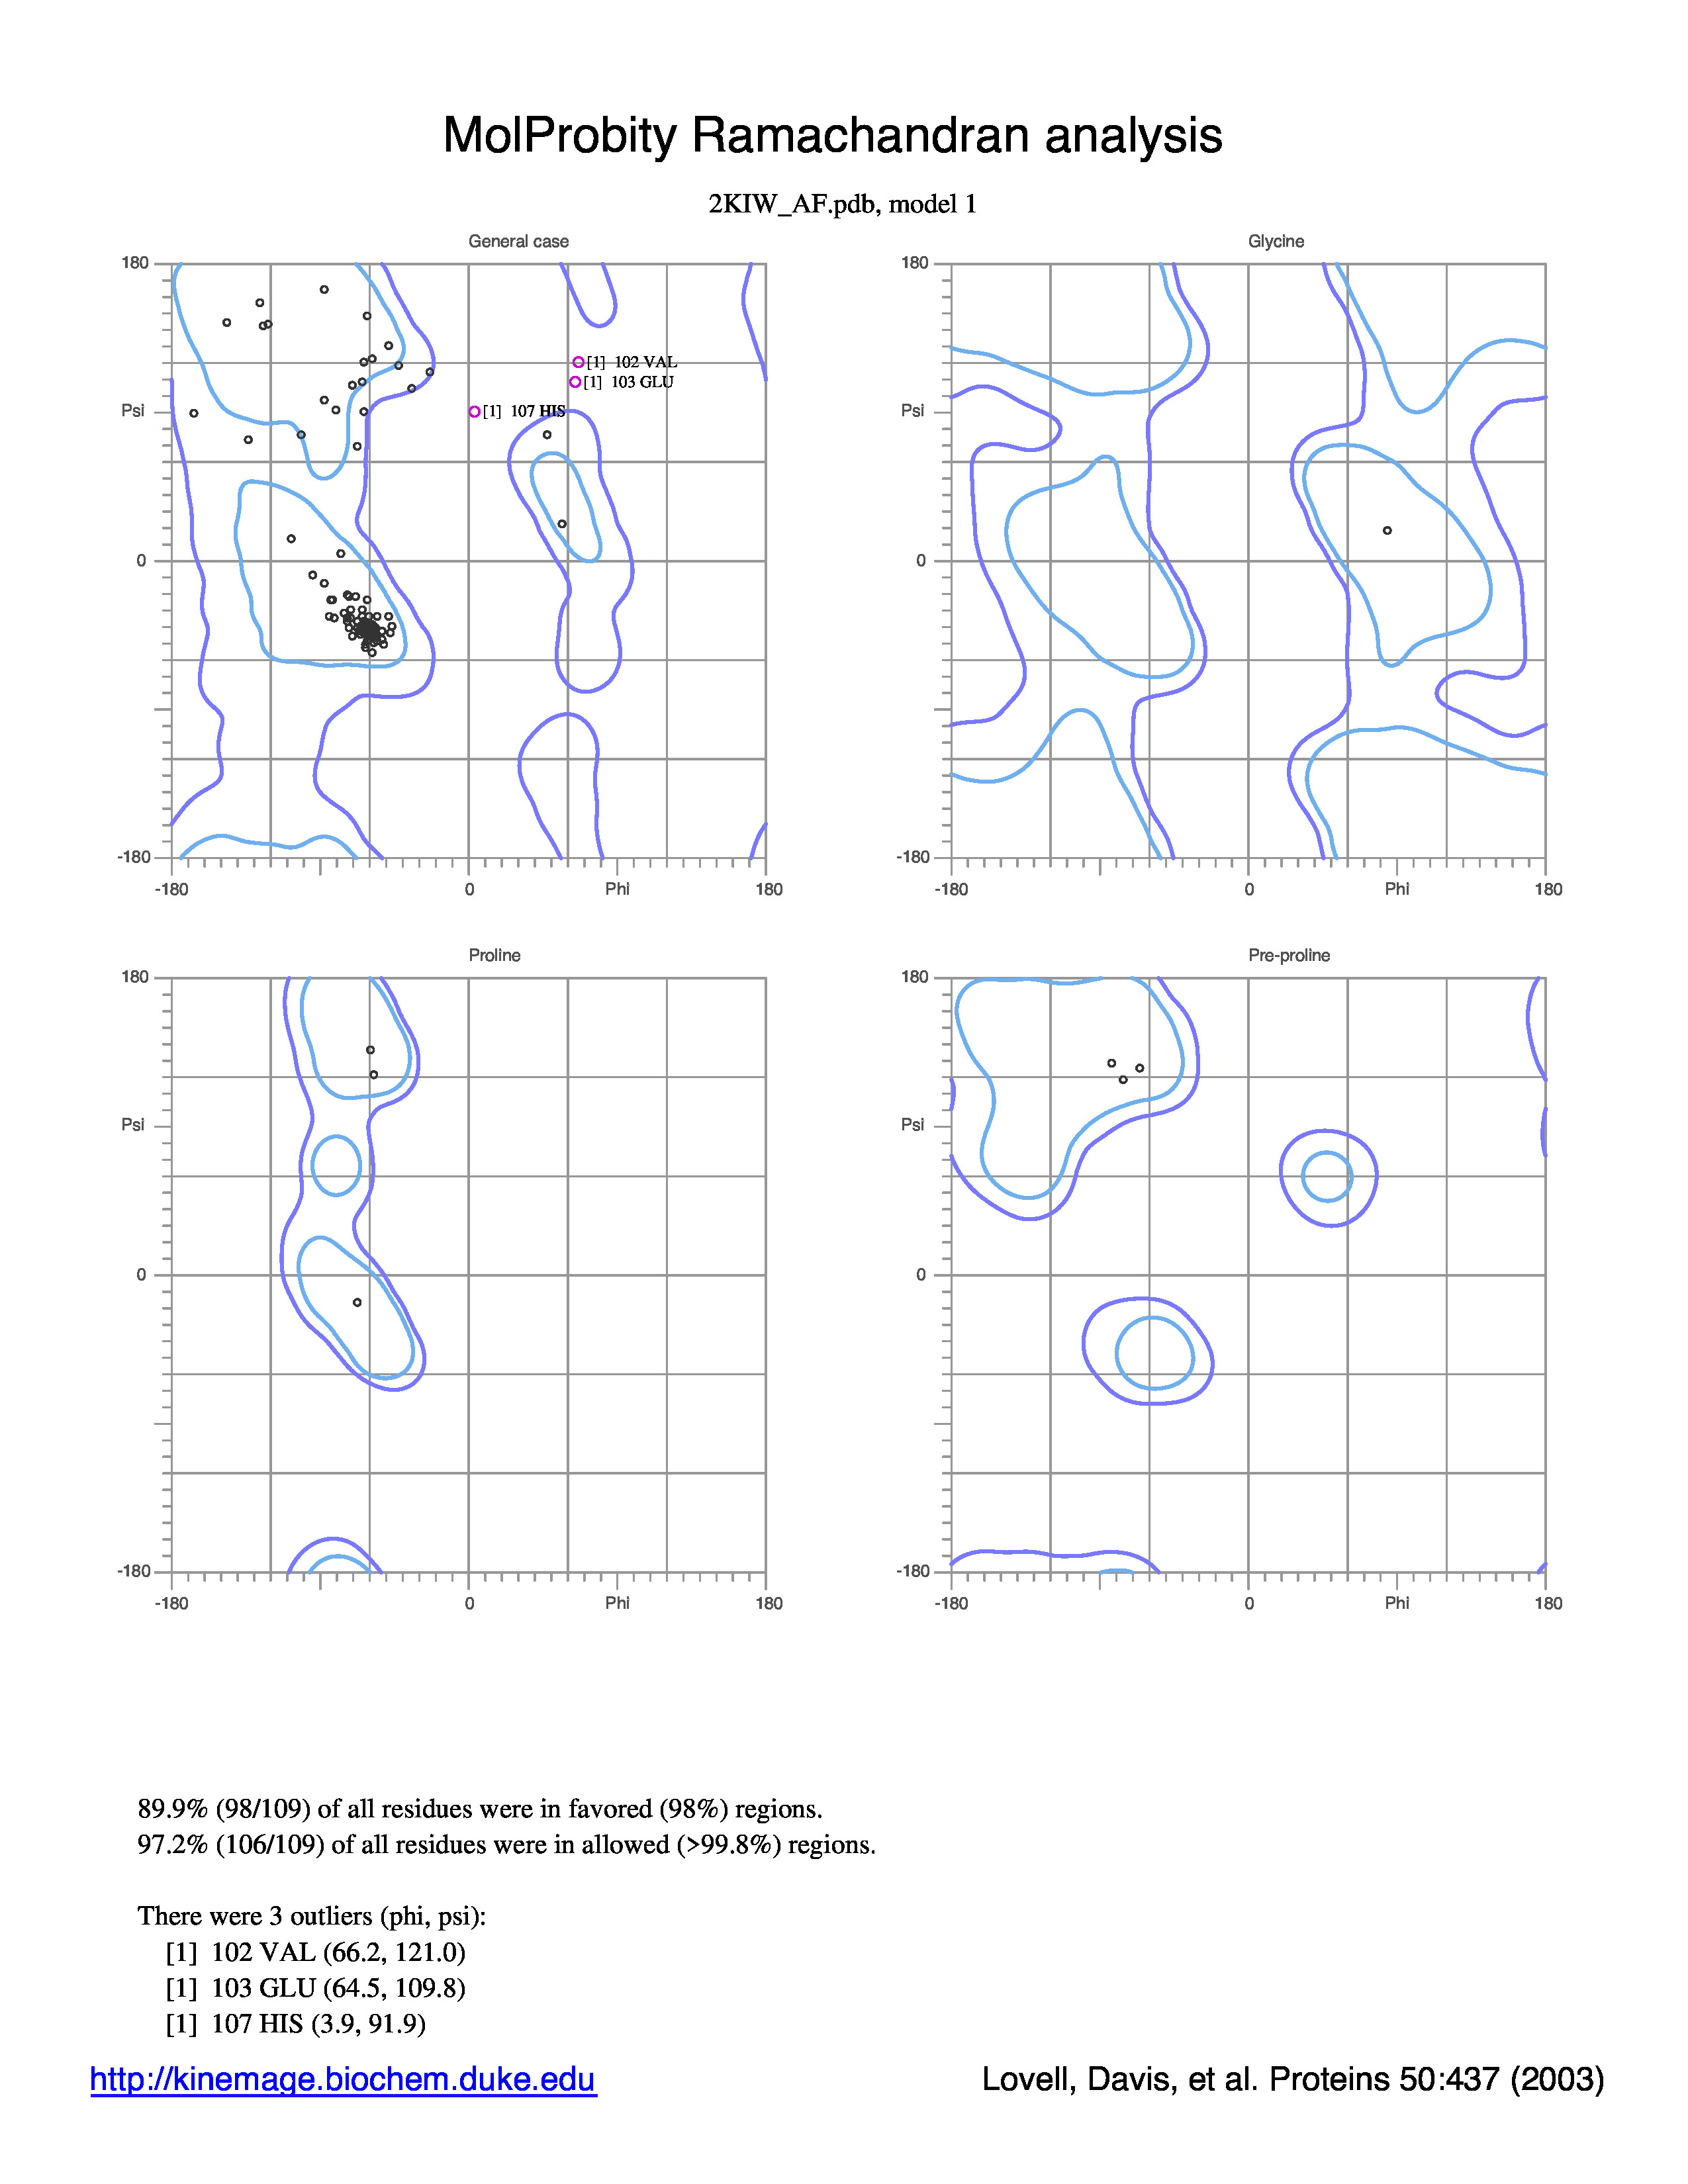 MolProbity Ramachandran analysis
2KIW_AF.pdb, model 1
General case
180
Psi
0
-180
-180
0
Phi
180
[1] 102 VAL
[1] 103 GLU
[1] 107 HIS
Glycine
180
Psi
0
-180
-180
0
Phi
180
Proline
180
Psi
0
-180
-180
0
Phi
180
Pre-proline
180
Psi
0
-180
-180
0
Phi
180
89.9% (98/109) of all residues were in favored (98%) regions.
97.2% (106/109) of all residues were in allowed (>99.8%) regions.
There were 3 outliers (phi, psi):
[1] 102 VAL (66.2, 121.0)
[1] 103 GLU (64.5, 109.8)
[1] 107 HIS (3.9, 91.9)
http://kinemage.biochem.duke.edu
Lovell, Davis, et al. Proteins 50:437 (2003)